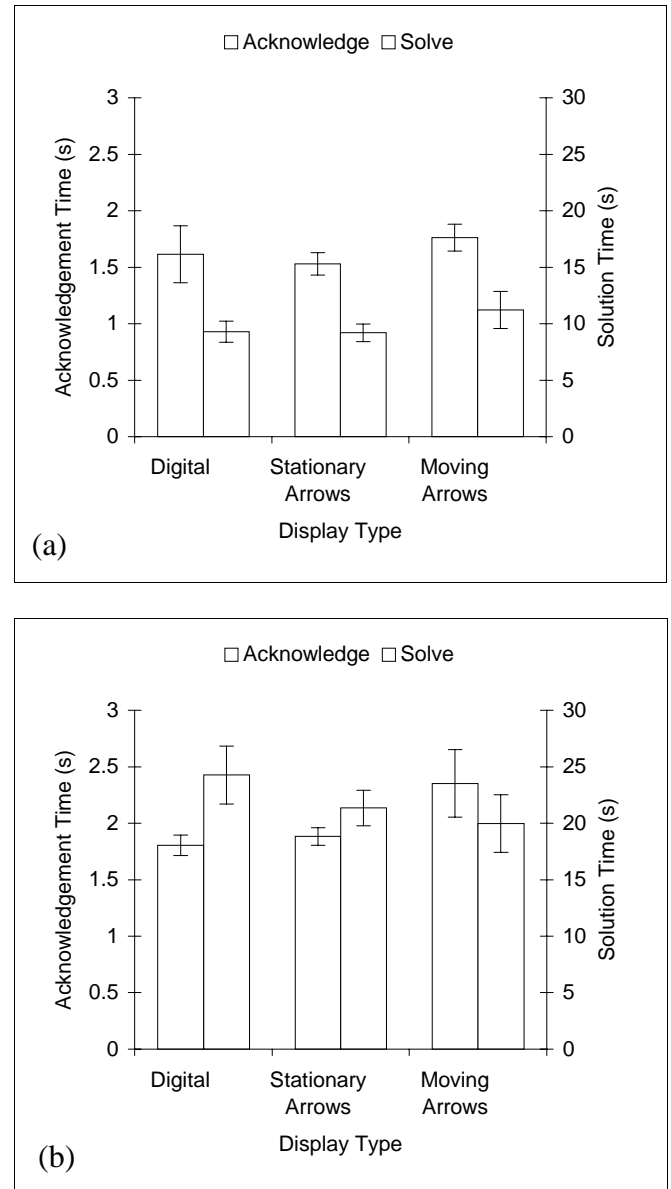 Acknowledge Solve
3
2.5
2
1.5
1
0.5
0
Acknowledgement Time (s)
30
25
20
15
10
5
0
Solution Time (s)
Digital Stationary Moving
Arrows Arrows
Display Type
(a)
Acknowledge Solve
3
2.5
2
1.5
1
0.5
0
Acknowledgement Time (s)
30
25
20
15
10
5
0
Solution Time (s)
Digital Stationary Moving
Arrows Arrows
Display Type
(b)